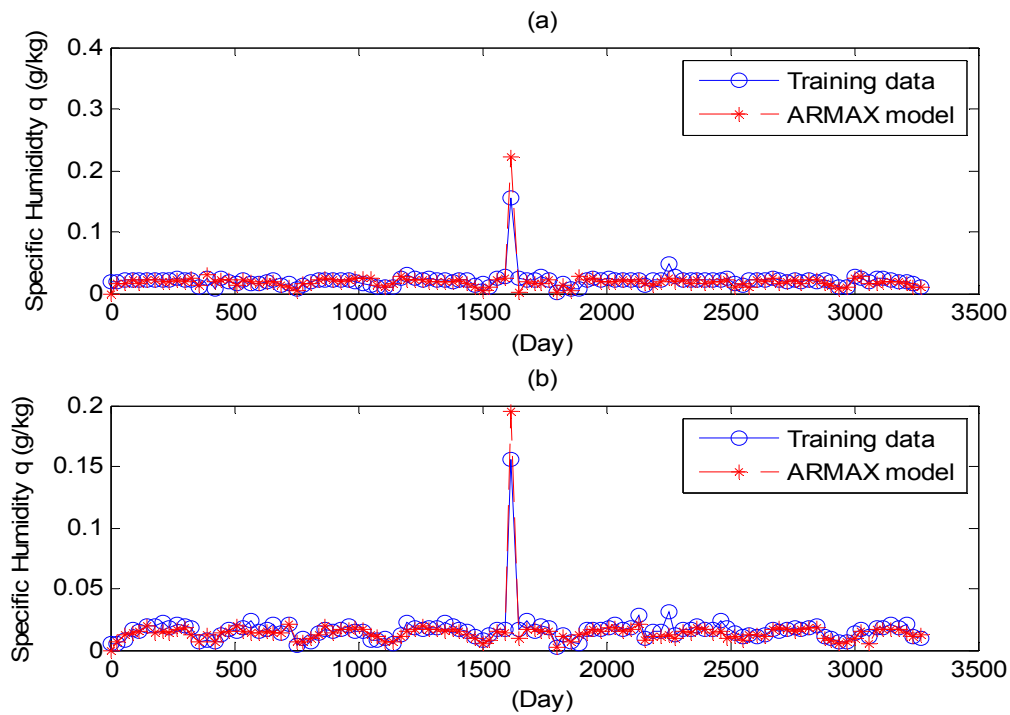 (a)
Specific Humididty q (g/kg)
0.4
0.3
0.2
0.1
0
Training data
ARMAX model
0
500
1000
1500
2000
2500
3000
3500
(Day)
(b)
Specific Humidity q (g/kg)
0.2
0.15
0.1
0.05
0
Training data
ARMAX model
0
500
1000
1500
2000
2500
3000
3500
(Day)